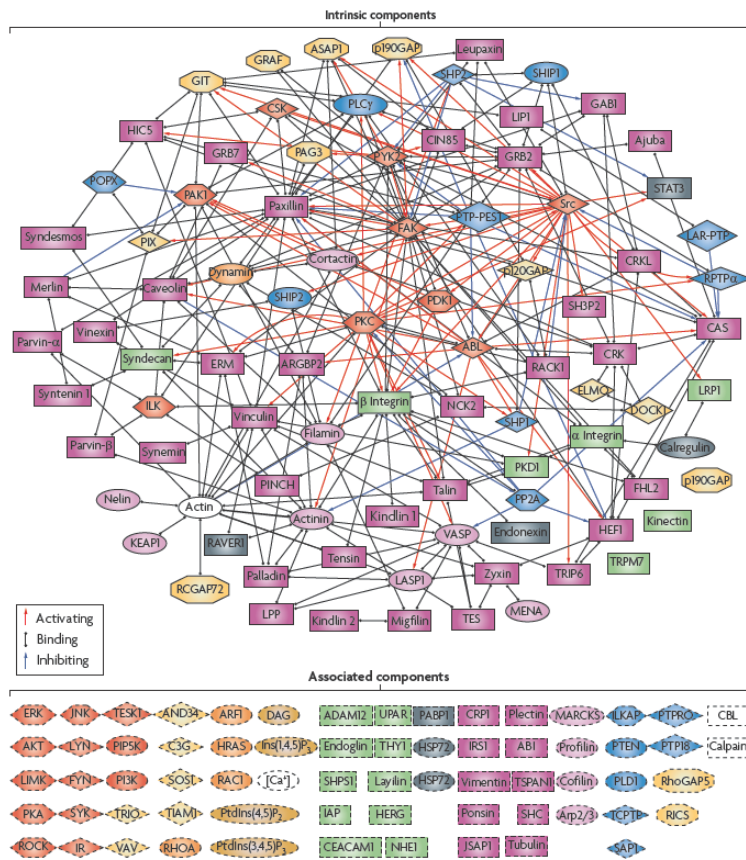 Intrinsic components
ASAP1 p190GAP
GRAF Leupaxin
GIT SHP2 SHIP1
PLCγ
CSK GAB1
HIC5 LIP1
CIN85 Ajuba
GRB7 PAG3 PYK2 GRB2
POPX STAT3
PAK1 Paxillin PTP-PES1 Src
FAK
Syndesmos PIX LAR-PTP
Cortactin p120GAP CRKL
Dynamin RPTPα
Merlin Caveolin SHIP2 PDK1 SH3P2
Vinexin PKC CAS
Parvin-α ABL
Syndecan ERM ARGBP2 RACK1 CRK
Syntenin 1 ELMO LRP1
ILK β Integrin NCK2 DOCK1
Vinculin SHP1
Parvin-β Synemin Filamin α Integrin Calregulin
PKD1
PINCH Talin FHL2 p190GAP
Nelin Actin PP2A
Actinin Kindlin 1 Kinectin
KEAP1 RAVER1 VASP Endonexin HEF1
Tensin TRPM7
RCGAP72 Palladin LASP1 Zyxin TRIP6
LPP Kindlin 2 Migfilin TES MENA
Activating
Binding
Inhibiting
Associated components
ERK JNK TESK1 AND34 ARF1 DAG ADAM12 UPAR PABP1 CRP1 Plectin MARCKS ILKAP PTPRO CBL
AKT LYN PIP5K C3G HRAS Ins(1,4,5)P3 Endoglin THY1 HSP72 IRS1 ABI Profilin PTEN PTP18 Calpain
LIMK FYN PI3K SOS1 RAC1 [Ca+] SHPS1 Layilin HSP72 Vimentin TSPAN1 Cofilin PLD1 RhoGAP5
PKA SYK TRIO TIAM1 PtdIns(4,5)P2 IAP HERG Ponsin SHC Arp2/3 TCPTP RICS
ROCK IR VAV RHOA PtdIns(3,4,5)P3 CEACAM1 NHE1 JSAP1 Tubulin SAP1